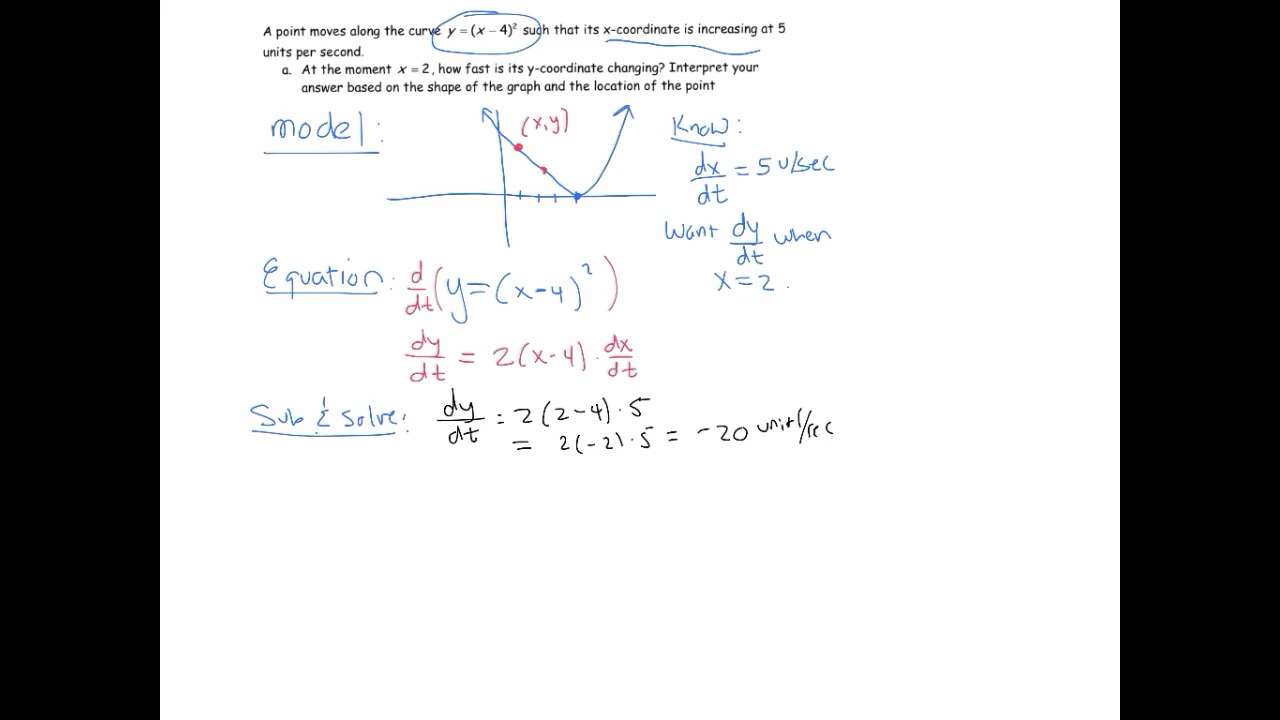 A point moves along the curve y = (x – 4)² such that its x-coordinate is increasing at 5
units per second.
a. At the moment x = 2, how fast is its y-coordinate changing? Interpret your
answer based on the shape of the graph and the location of the point
model:
(x,y)
Know:
dx/dt = 5 u/sec
Want dy/dt when
x = 2.
Equation: d/dt (y = (x-4)²)
dy/dt = 2(x-4) · dx/dt
Sub & Solve: dy/dt = 2(2-4) · 5
= 2(-2) · 5 = -20 units/sec